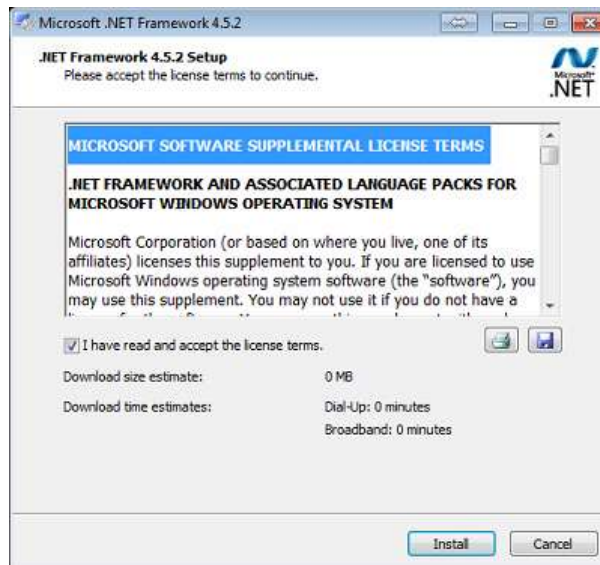 Microsoft .NET Framework 4.5.2
.NET Framework 4.5.2 Setup
Please accept the license terms to continue.
Microsoft®
.NET
MICROSOFT SOFTWARE SUPPLEMENTAL LICENSE TERMS
.NET FRAMEWORK AND ASSOCIATED LANGUAGE PACKS FOR
MICROSOFT WINDOWS OPERATING SYSTEM
Microsoft Corporation (or based on where you live, one of its
affiliates) licenses this supplement to you. If you are licensed to use
Microsoft Windows operating system software (the “software”), you
may use this supplement. You may not use it if you do not have a
I have read and accept the license terms.
Download size estimate: 0 MB
Download time estimates: Dial-Up: 0 minutes
Broadband: 0 minutes
Install Cancel